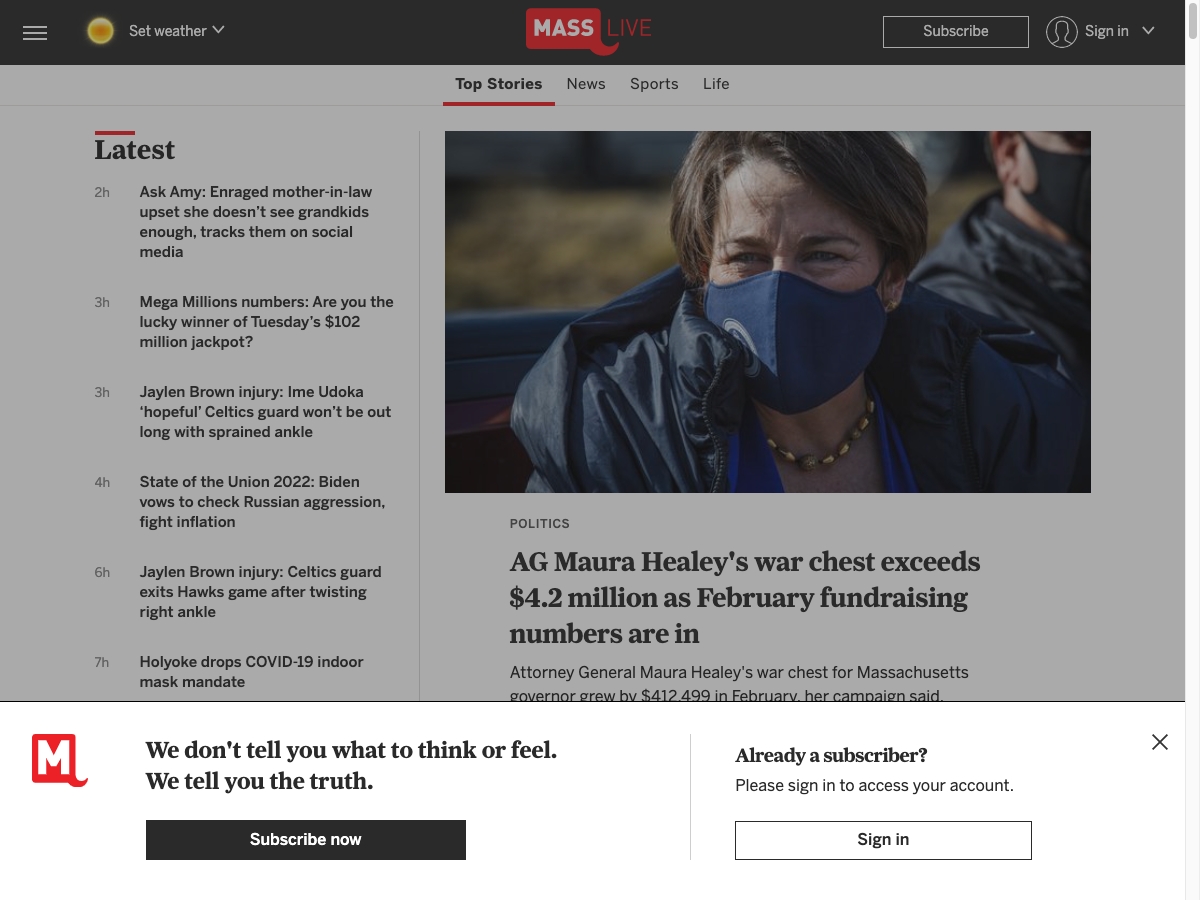 Set weather
MASS LIVE
Subscribe
Sign in
Top Stories
News
Sports
Life
Latest
2h
Ask Amy: Enraged mother-in-law
upset she doesn’t see grandkids
enough, tracks them on social
media
3h
Mega Millions numbers: Are you the
lucky winner of Tuesday’s $102
million jackpot?
3h
Jaylen Brown injury: Ime Udoka
‘hopeful’ Celtics guard won’t be out
long with sprained ankle
4h
State of the Union 2022: Biden
vows to check Russian aggression,
fight inflation
6h
Jaylen Brown injury: Celtics guard
exits Hawks game after twisting
right ankle
7h
Holyoke drops COVID-19 indoor
mask mandate
POLITICS
AG Maura Healey's war chest exceeds
$4.2 million as February fundraising
numbers are in
Attorney General Maura Healey's war chest for Massachusetts
governor grew by $412,499 in February, her campaign said.
M
We don't tell you what to think or feel.
We tell you the truth.
Subscribe now
Already a subscriber?
Please sign in to access your account.
Sign in